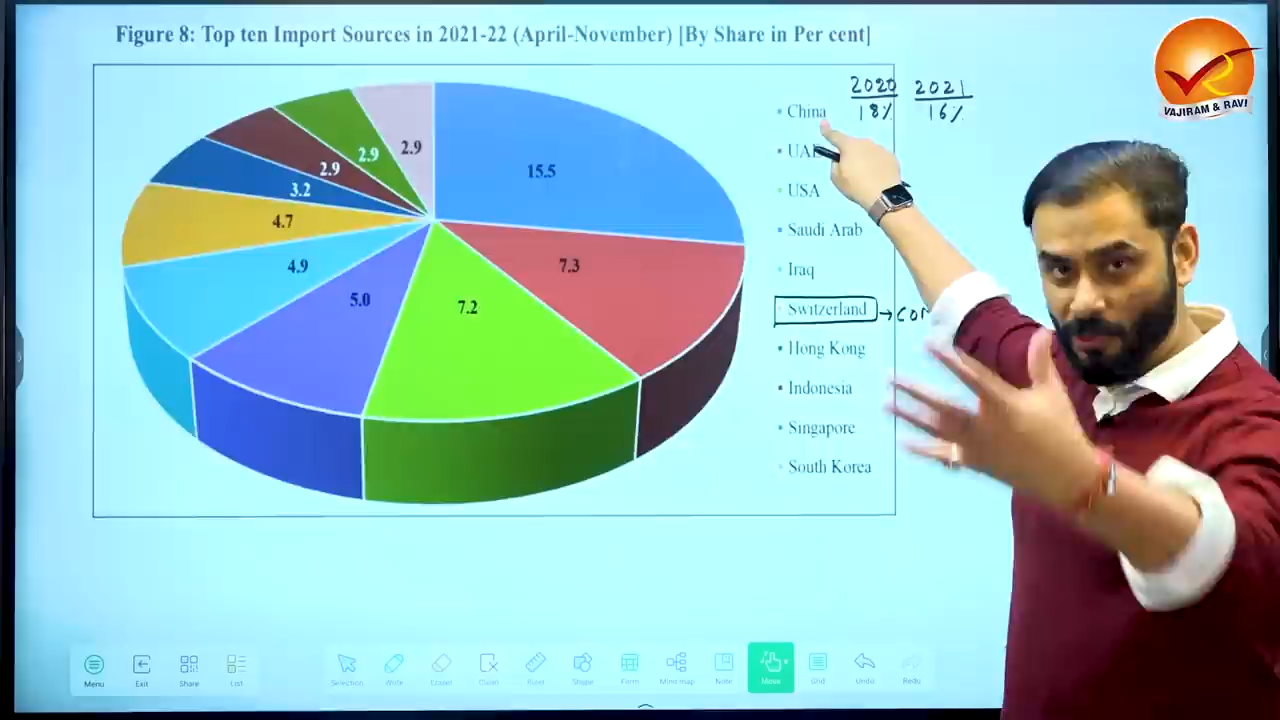 Figure 8: Top ten Import Sources in 2021-22 (April-November) [By Share in Per cent]
VAJIRAM & RAVI
2020 2021
18% 16%
China
USA
Saudi Arab
Iraq
Switzerland →
Hong Kong
Indonesia
Singapore
South Korea
15.5
7.3
7.2
5.0
4.9
4.7
3.2
2.9
2.9
2.9
Menu
Exit
Share
List
Selection
Write
Eraser
Clean
Ruler
Shape
Form
Mind map
Note
Move
Grid
Undo
Redo